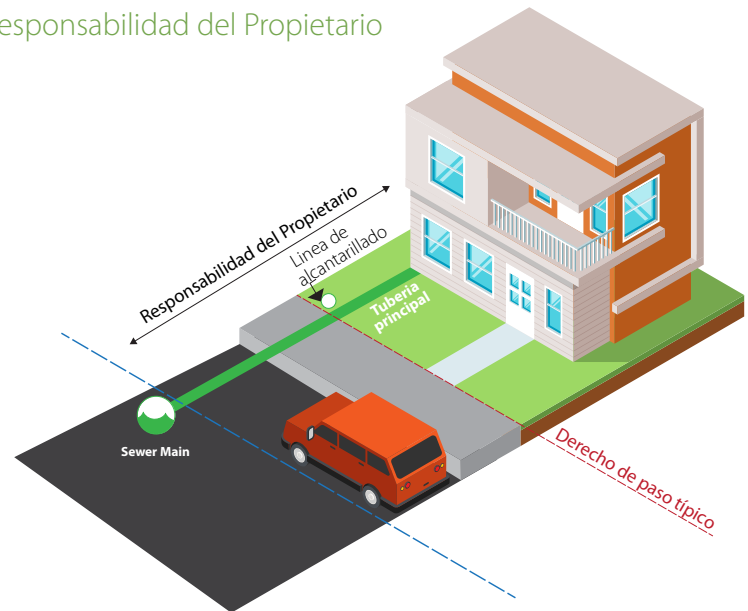 esponsabilidad del Propietario
Responsabilidad del Propietario
Linea de
alcantarillado
Tubería
principal
Sewer Main
Derecho de paso típico